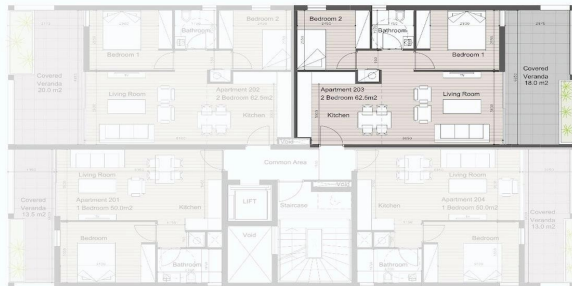 Bedroom 2
Bathroom
Bedroom 1
Covered
Veranda
20.0 m2
Living Room
Apartment 202
2 Bedroom 62.5m2
Kitchen
Bedroom 2
Bathroom
Bedroom 1
Covered
Veranda
18.0 m2
Apartment 203
2 Bedroom 62.5m2
Living Room
Kitchen
Common Area
Living Room
Apartment 201
1 Bedroom 50.0m2
Kitchen
Covered
Veranda
13.5 m2
Bedroom
Bathroom
LIFT
Void
Staircase
Living Room
Kitchen
Apartment 204
1 Bedroom 50.0m2
Covered
Veranda
13.0 m2
Bathroom
Bedroom